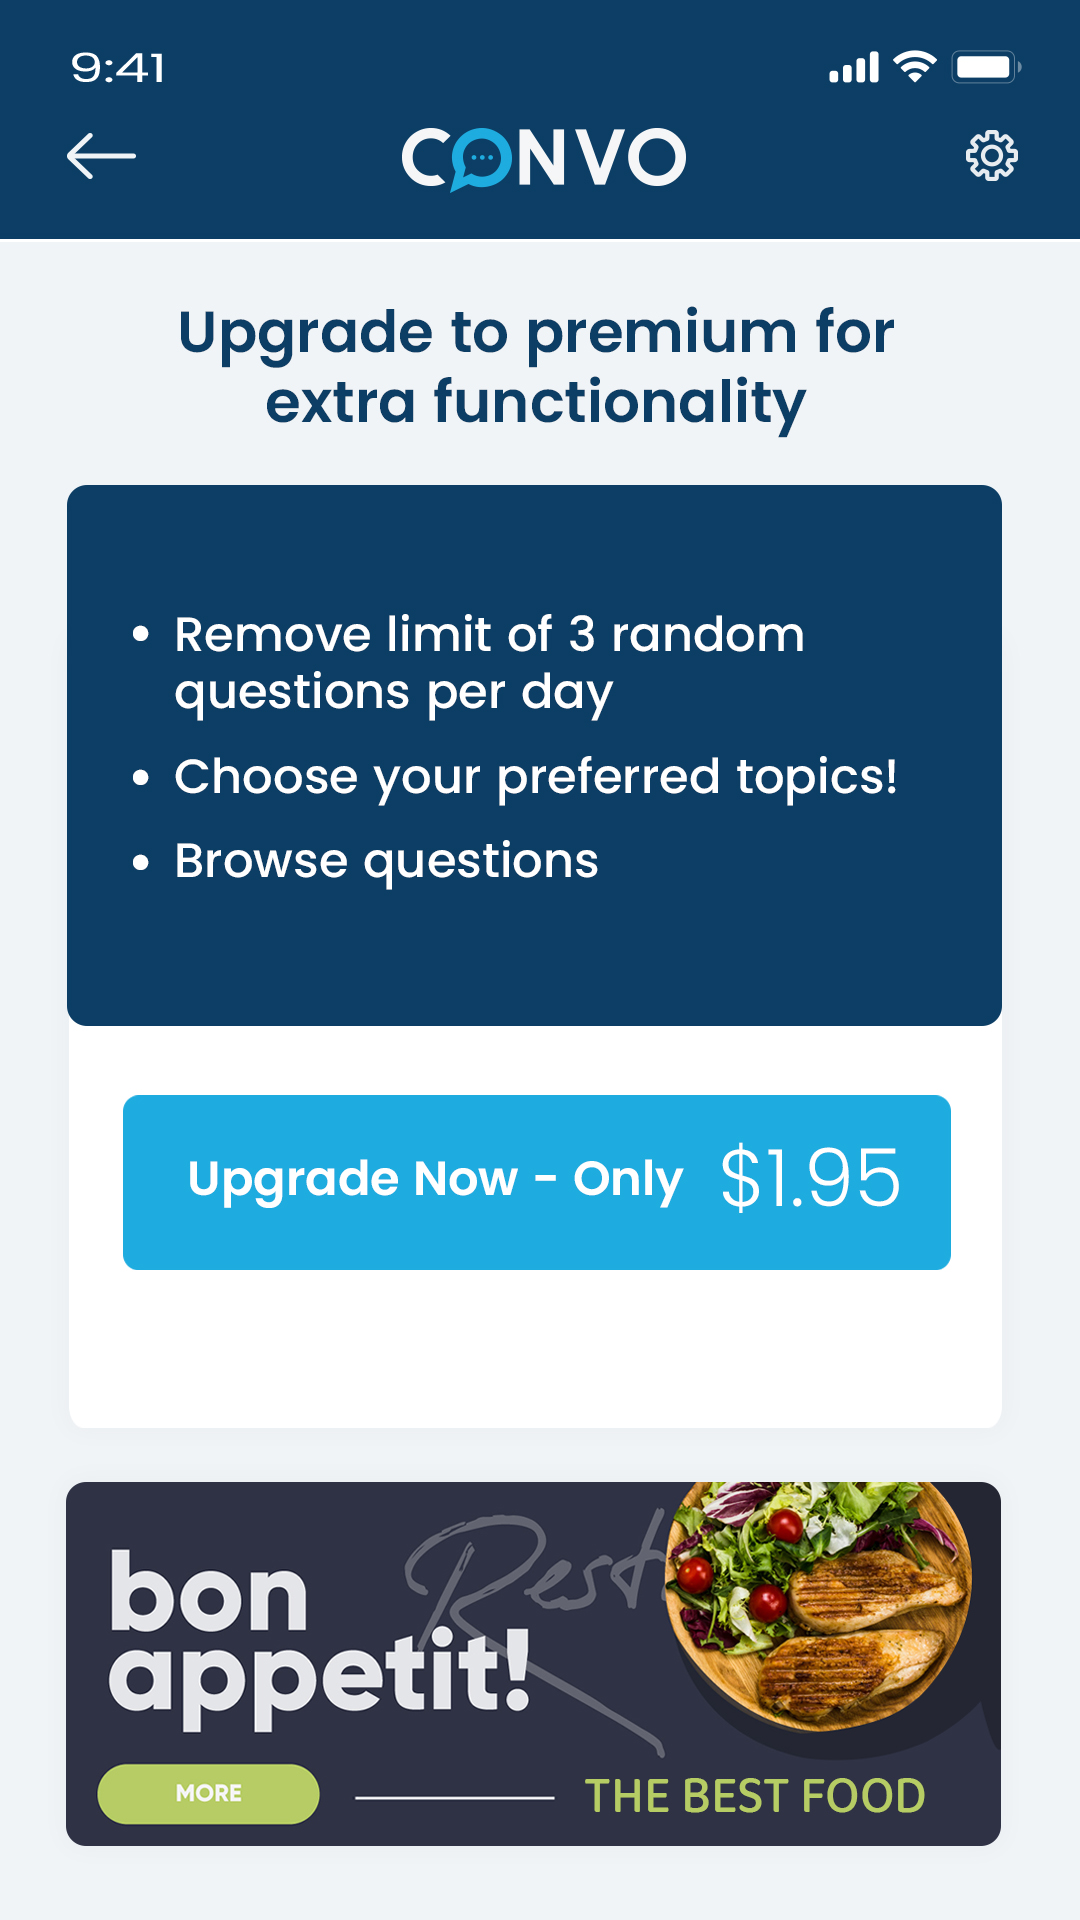 9:41
CONVO
Upgrade to premium for
extra functionality
• Remove limit of 3 random
questions per day
• Choose your preferred topics!
• Browse questions
Upgrade Now - Only $1.95
Rest
bon
appetit!
MORE
THE BEST FOOD